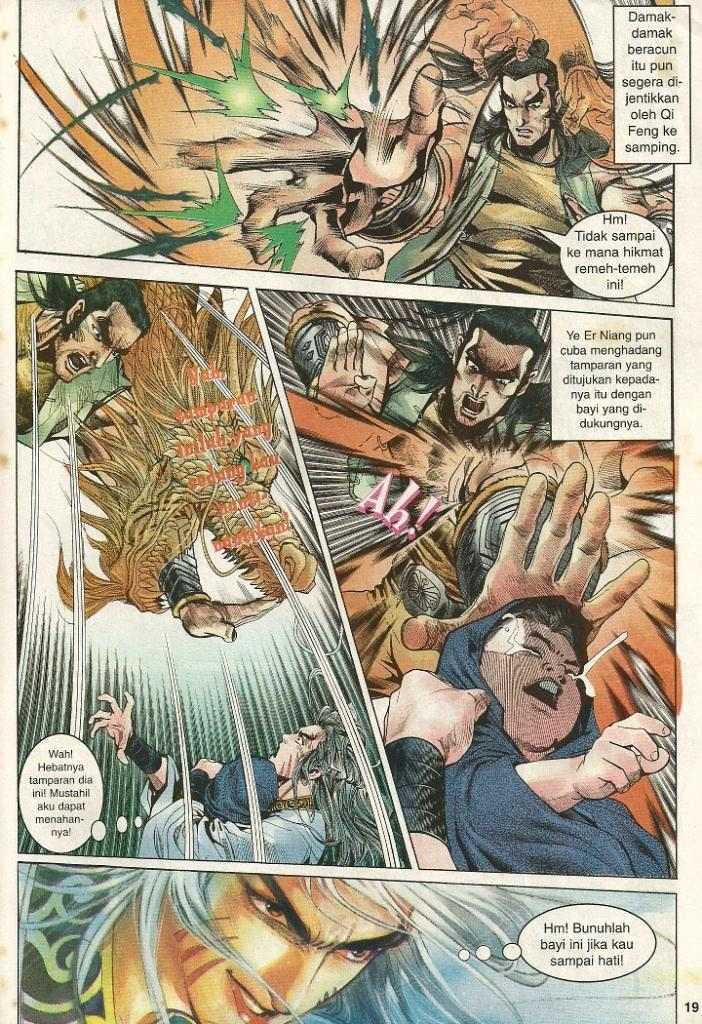 Damak-
damak
beracun
itu pun
segera di-
jentikkan
oleh Qi
Feng ke
samping.
Hm!
Tidak sampai
ke mana hikmat
remeh-temeh
ini!
Ye Er Niang pun
cuba menghadang
tamparan yang
ditujukan kepada-
nya itu dengan
bayi yang di-
dukungnya.
Ah!
Wah!
Hebatnya
tamparan dia
ini! Mustahil
aku dapat
menahan-
nya!
Hm! Bunuhlah
bayi ini jika kau
sampai hati!
19